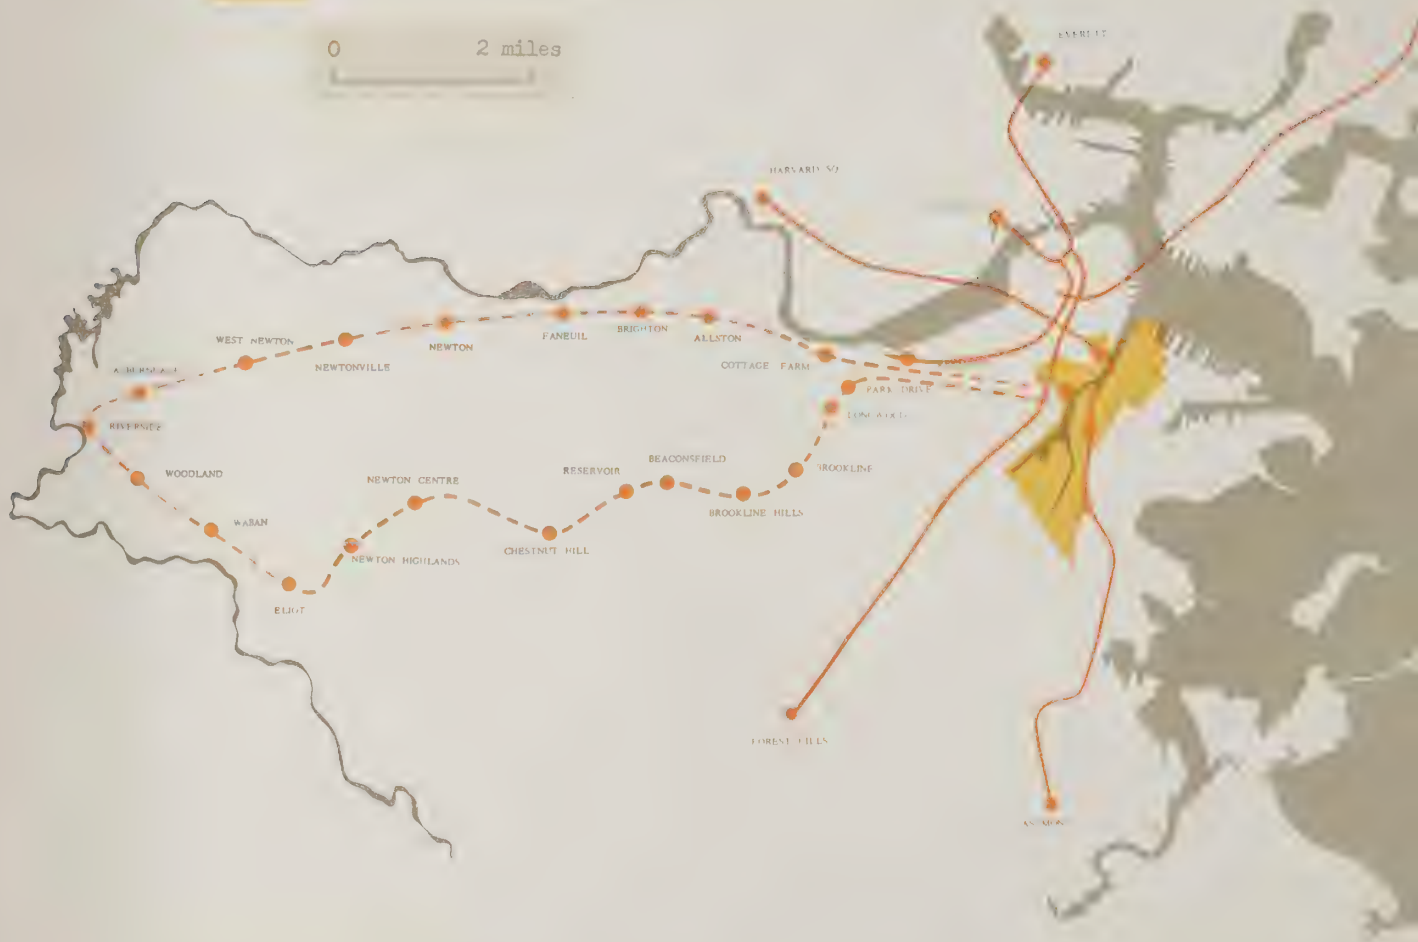 0 2 miles
EVERETT
HARVARD SQ
WEST NEWTON
NEWTONVILLE
NEWTON
FANEUIL
BRIGHTON
ALLSTON
COTTAGE FARM
PARK DRIVE
RIVERSIDE
WOODLAND
WABAN
ELIOT
NEWTON HIGHLANDS
NEWTON CENTRE
CHESTNUT HILL
RESERVOIR
BEACONSFIELD
BROOKLINE HILLS
BROOKLINE
LONGWOOD
FOREST HILLS